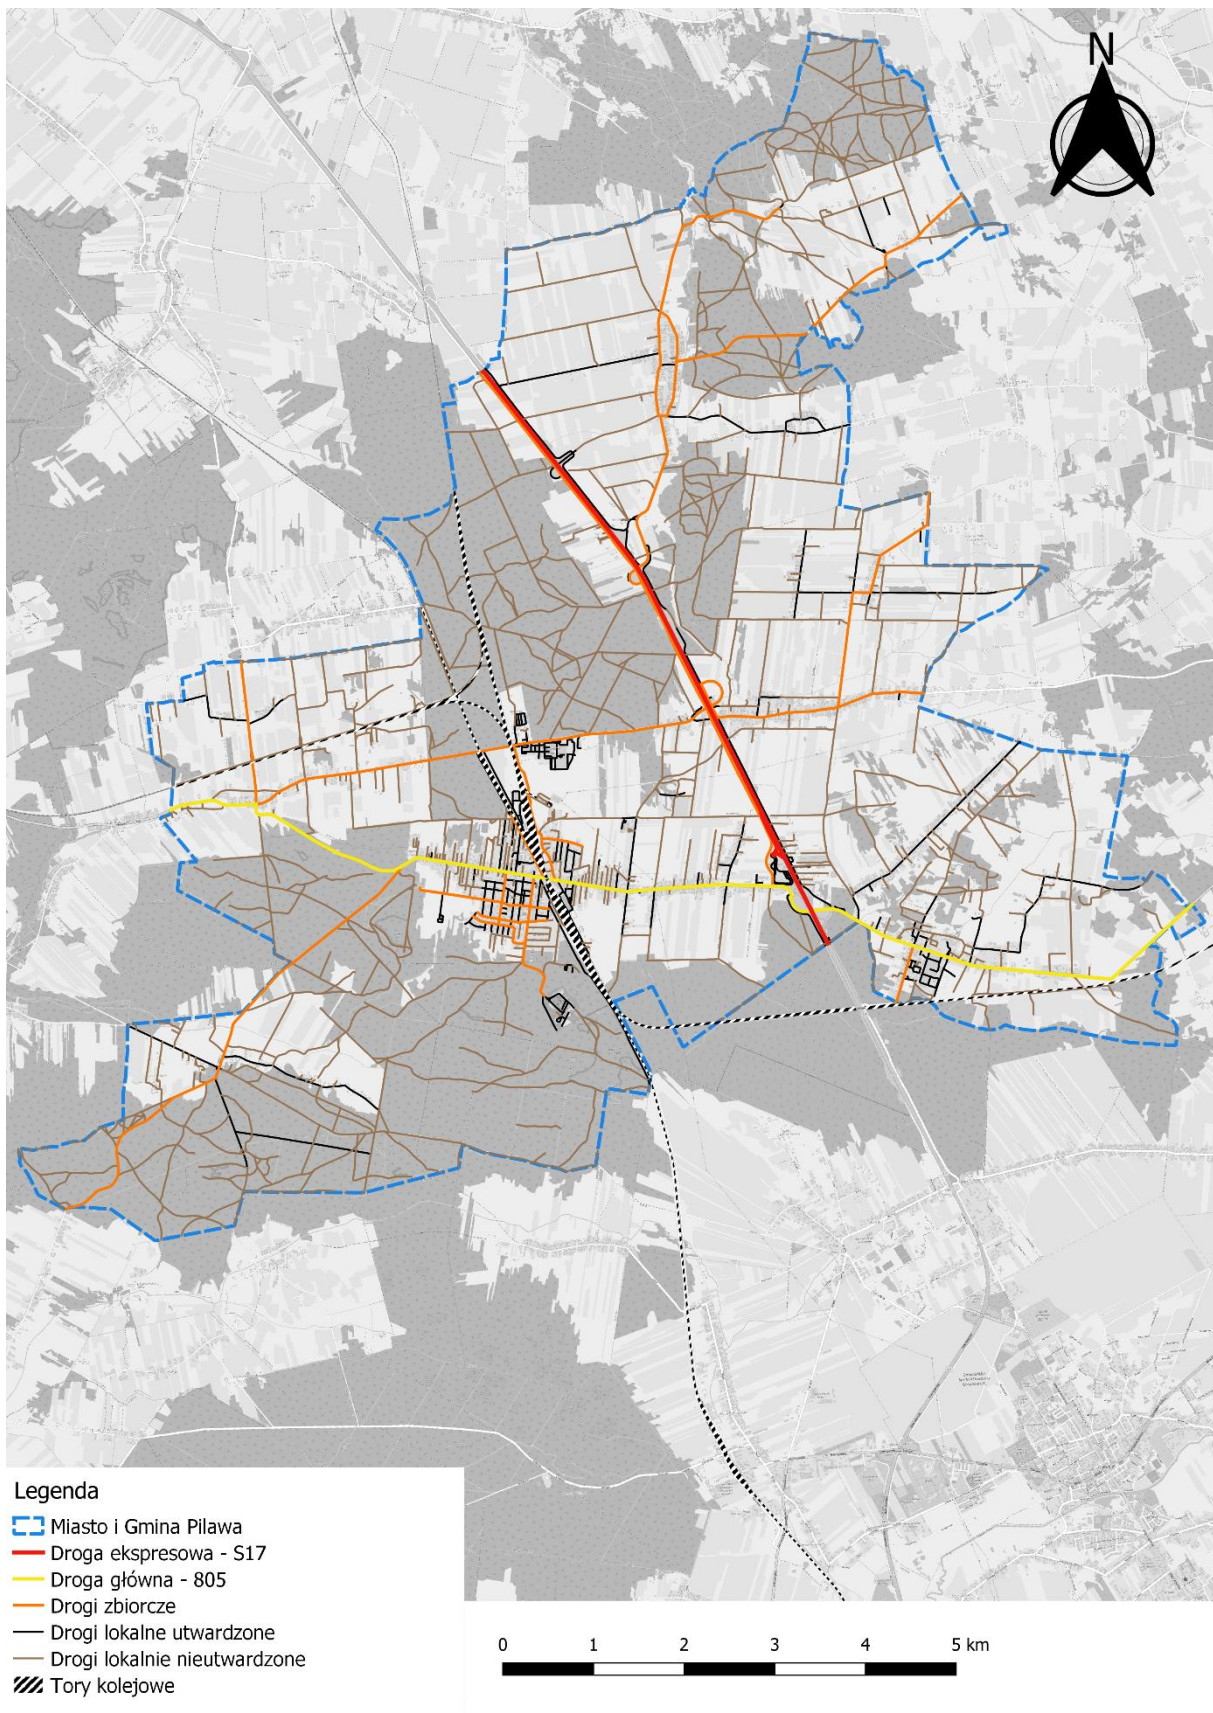 N
Legenda
Miasto i Gmina Pilawa
Droga ekspresowa - S17
Droga główna - 805
Drogi zbiorcze
Drogi lokalne utwardzone
Drogi lokalnie nieutwardzone
Tory kolejowe
0 1 2 3 4 5 km